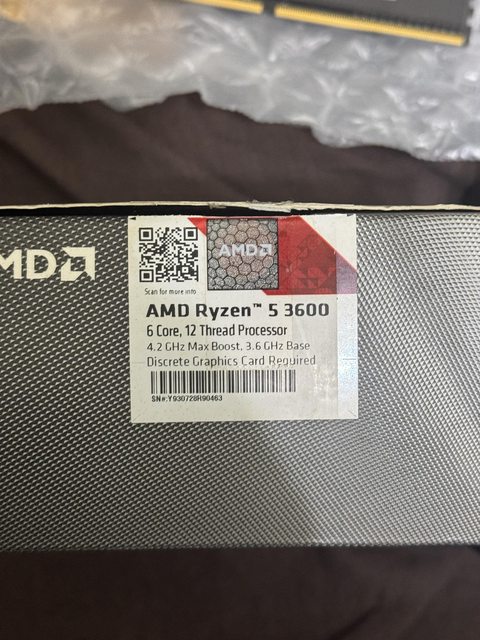 AMD
AMD
Scan for more info
AMD Ryzen™ 5 3600
6 Core, 12 Thread Processor
4.2 GHz Max Boost, 3.6 GHz Base
Discrete Graphics Card Required
SN#:Y930728R90463